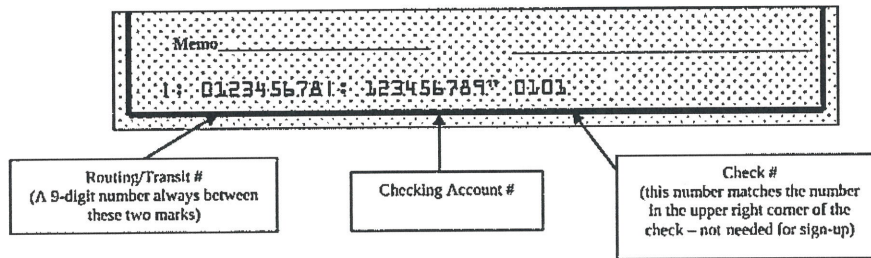 Memo
|: 012345678|: 123456789" 0101
Routing/Transit #
(A 9-digit number always between
these two marks)
Checking Account #
Check #
(this number matches the number
in the upper right corner of the
check – not needed for sign-up)